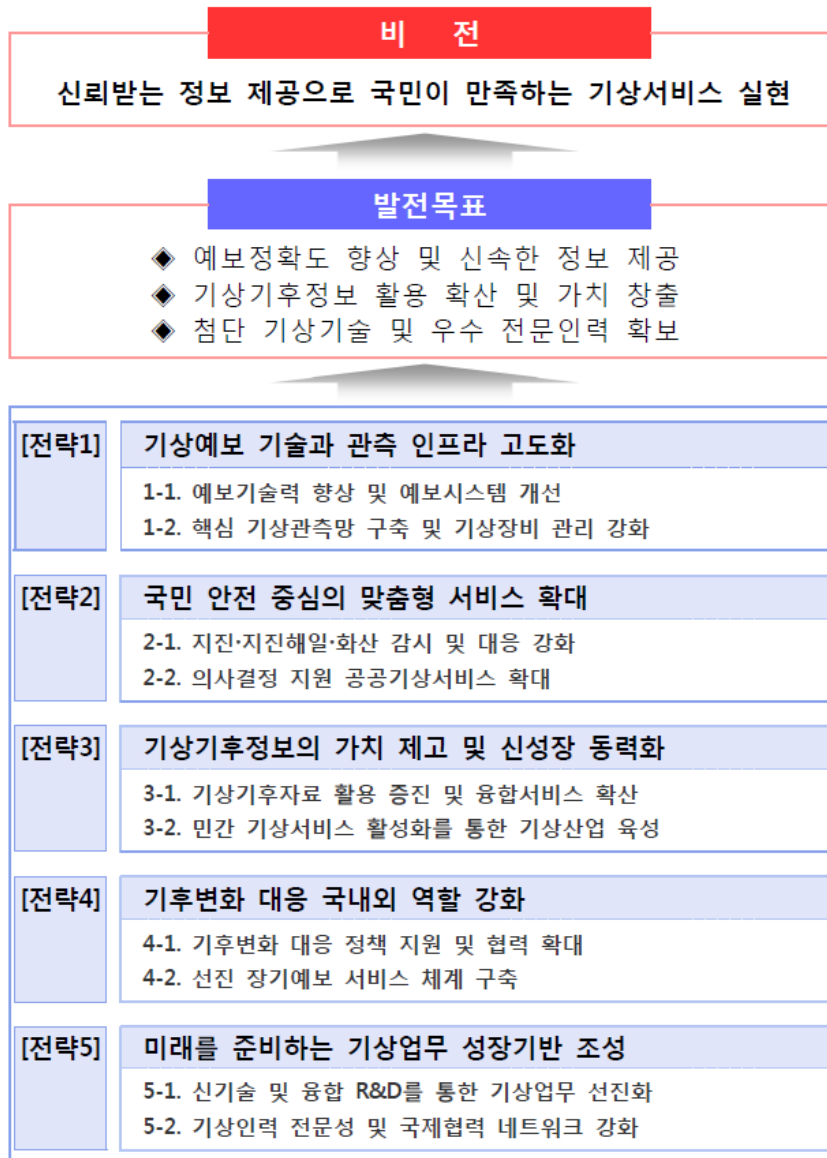 비 전
신뢰받는 정보 제공으로 국민이 만족하는 기상서비스 실현
발전목표
◈ 예보정확도 향상 및 신속한 정보 제공
◈ 기상기후정보 활용 확산 및 가치 창출
◈ 첨단 기상기술 및 우수 전문인력 확보
[전략1] 기상예보 기술과 관측 인프라 고도화
1-1. 예보기술력 향상 및 예보시스템 개선
1-2. 핵심 기상관측망 구축 및 기상장비 관리 강화
[전략2] 국민 안전 중심의 맞춤형 서비스 확대
2-1. 지진·지진해일·화산 감시 및 대응 강화
2-2. 의사결정 지원 공공기상서비스 확대
[전략3] 기상기후정보의 가치 제고 및 신성장 동력화
3-1. 기상기후자료 활용 증진 및 융합서비스 확산
3-2. 민간 기상서비스 활성화를 통한 기상산업 육성
[전략4] 기후변화 대응 국내외 역할 강화
4-1. 기후변화 대응 정책 지원 및 협력 확대
4-2. 선진 장기예보 서비스 체계 구축
[전략5] 미래를 준비하는 기상업무 성장기반 조성
5-1. 신기술 및 융합 R&D를 통한 기상업무 선진화
5-2. 기상인력 전문성 및 국제협력 네트워크 강화